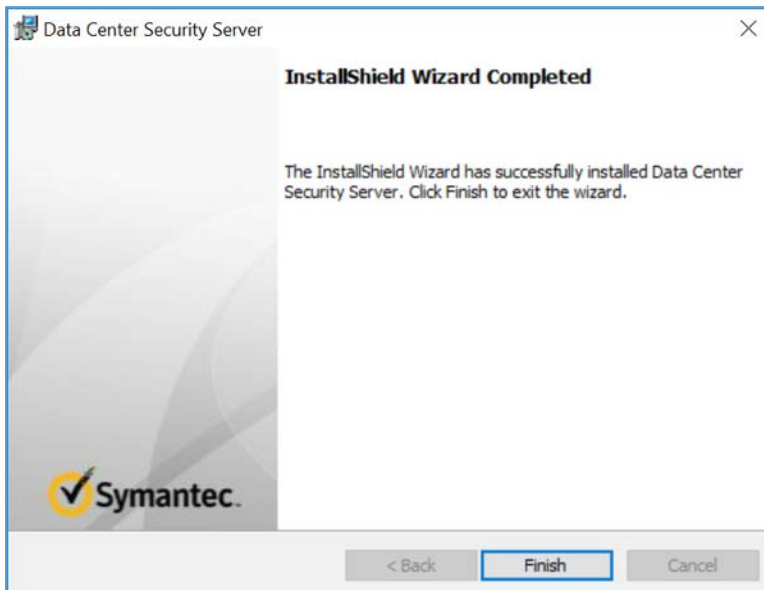 Data Center Security Server
InstallShield Wizard Completed
The InstallShield Wizard has successfully installed Data Center
Security Server. Click Finish to exit the wizard.
Symantec™
< Back Finish Cancel